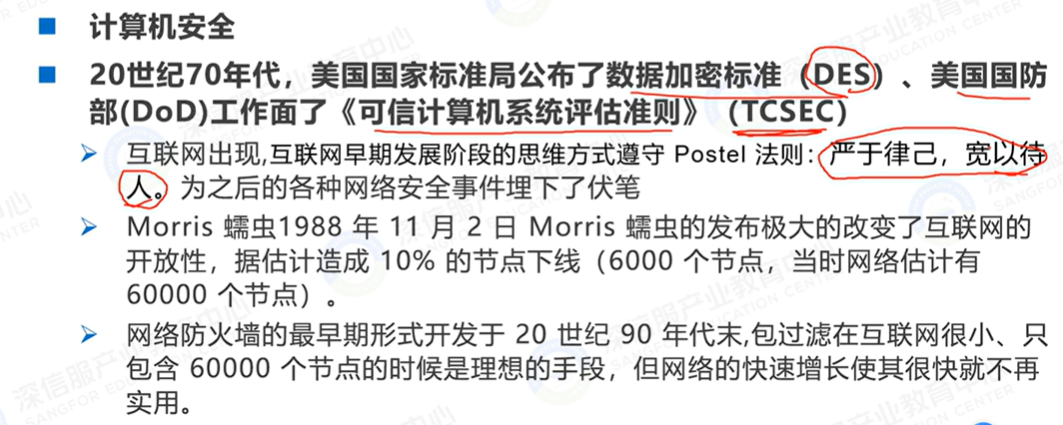 计算机安全
20世纪70年代，美国国家标准局公布了数据加密标准（DES）、美国国防
部(DoD)工作面了《可信计算机系统评估准则》（TCSEC）
互联网出现,互联网早期发展阶段的思维方式遵守 Postel 法则：严于律己，宽以待
人。为之后的各种网络安全事件埋下了伏笔
Morris 蠕虫1988 年 11 月 2 日 Morris 蠕虫的发布极大的改变了互联网的
开放性，据估计造成 10% 的节点下线（6000 个节点，当时网络估计有
60000 个节点）。
网络防火墙的最早期形式开发于 20 世纪 90 年代末,包过滤在互联网很小、只
包含 60000 个节点的时候是理想的手段，但网络的快速增长使其很快就不再
实用。
深信服产业教育中心
SANGFOR EDUCATION CENTER